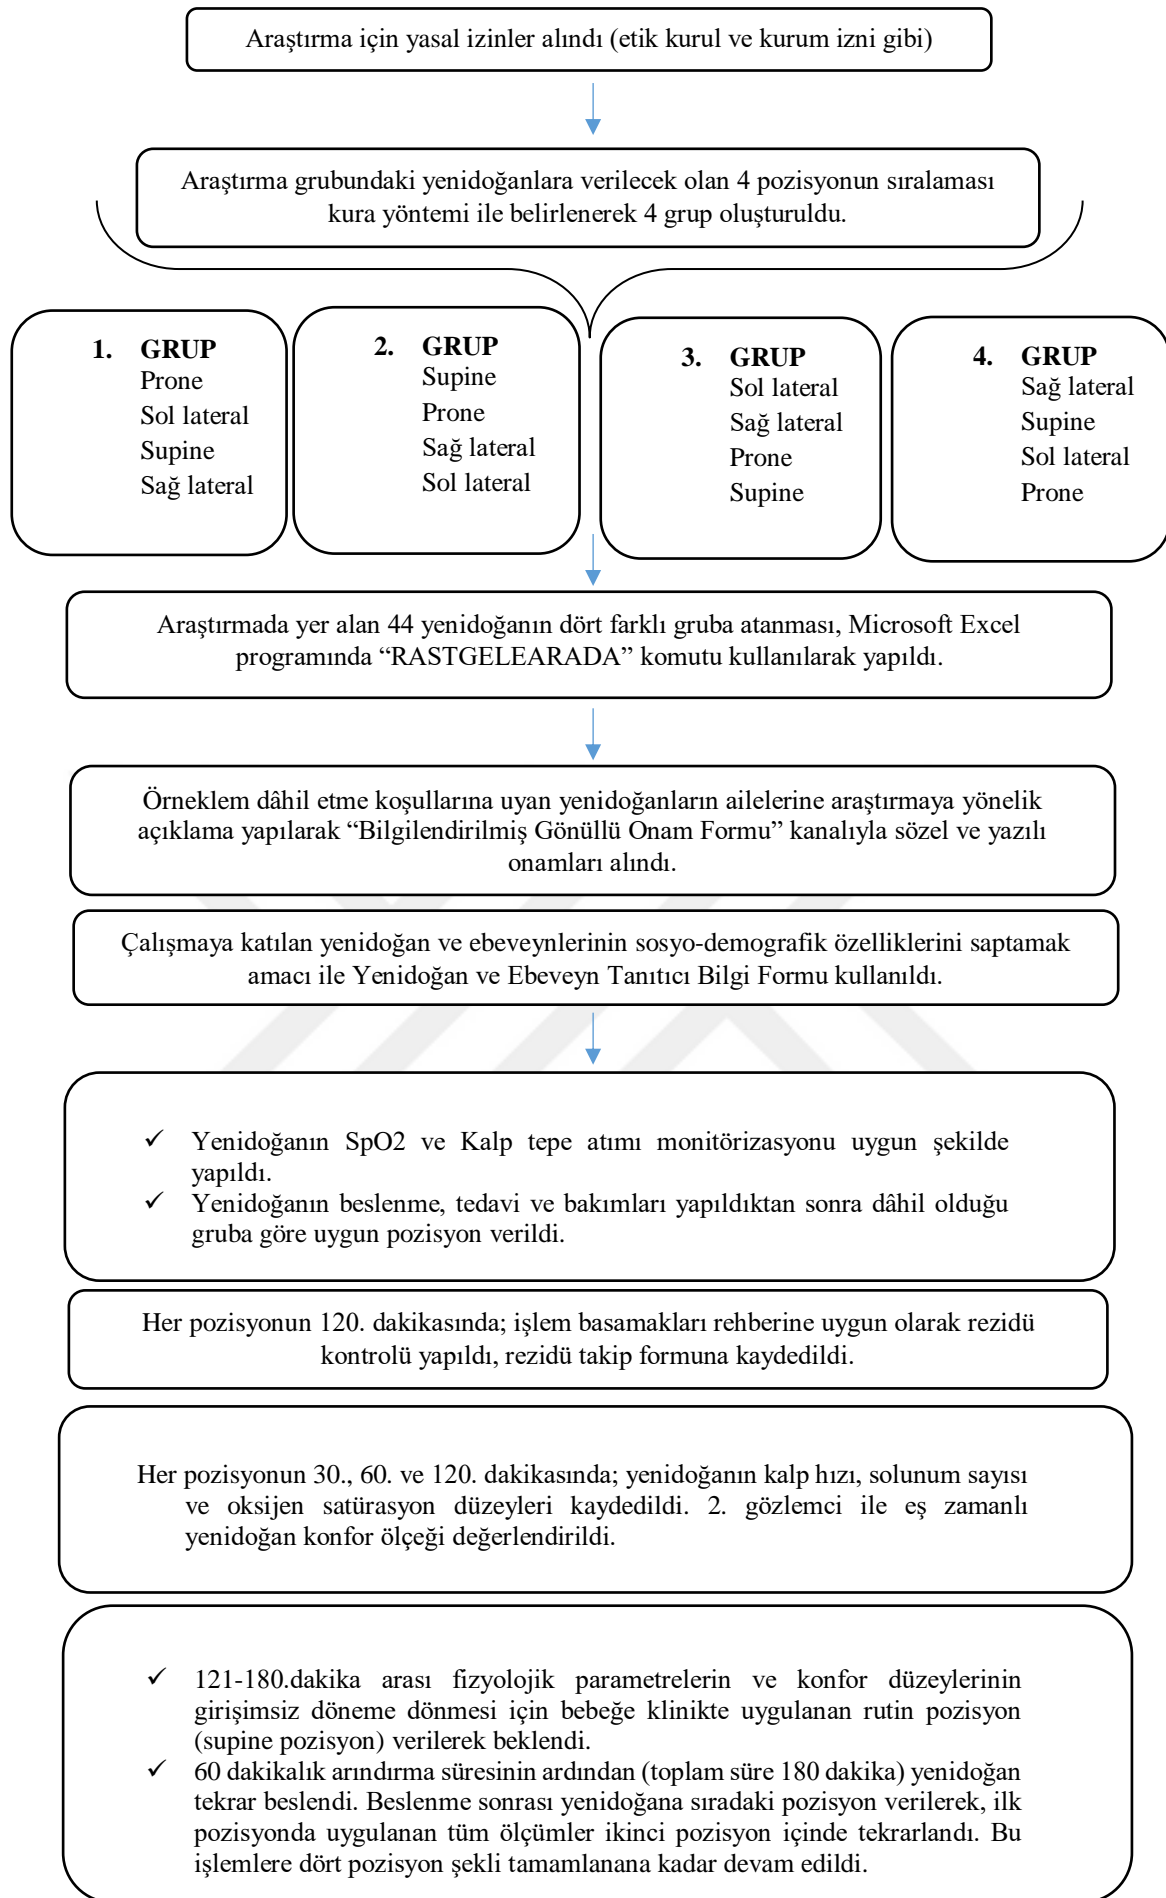 Araştırma için yasal izinler alındı (etik kurul ve kurum izni gibi)
Araştırma grubundaki yenidoğanlara verilecek olan 4 pozisyonun sıralaması
kura yöntemi ile belirlenerek 4 grup oluşturuldu.
1. GRUP
Prone
Sol lateral
Supine
Sağ lateral
2. GRUP
Supine
Prone
Sağ lateral
Sol lateral
3. GRUP
Sol lateral
Sağ lateral
Prone
Supine
4. GRUP
Sağ lateral
Supine
Sol lateral
Prone
Araştırmada yer alan 44 yenidoğanın dört farklı gruba atanması, Microsoft Excel
programında “RASTGELEARADA” komutu kullanılarak yapıldı.
Örneklem dâhil etme koşullarına uyan yenidoğanların ailelerine araştırmaya yönelik
açıklama yapılarak “Bilgilendirilmiş Gönüllü Onam Formu” kanalıyla sözel ve yazılı
onamları alındı.
Çalışmaya katılan yenidoğan ve ebeveynlerinin sosyo-demografik özelliklerini saptamak
amacı ile Yenidoğan ve Ebeveyn Tanıtıcı Bilgi Formu kullanıldı.
✓ Yenidoğanın SpO2 ve Kalp tepe atımı monitörizasyonu uygun şekilde
yapıldı.
✓ Yenidoğanın beslenme, tedavi ve bakımları yapıldıktan sonra dâhil olduğu
gruba göre uygun pozisyon verildi.
Her pozisyonun 120. dakikasında; işlem basamakları rehberine uygun olarak rezidü
kontrolü yapıldı, rezidü takip formuna kaydedildi.
Her pozisyonun 30., 60. ve 120. dakikasında; yenidoğanın kalp hızı, solunum sayısı
ve oksijen satürasyon düzeyleri kaydedildi. 2. gözlemci ile eş zamanlı
yenidoğan konfor ölçeği değerlendirildi.
✓ 121-180.dakika arası fizyolojik parametrelerin ve konfor düzeylerinin
girişimsiz döneme dönmesi için bebeğe klinikte uygulanan rutin pozisyon
(supine pozisyon) verilerek beklendi.
✓ 60 dakikalık arındırma süresinin ardından (toplam süre 180 dakika) yenidoğan
tekrar beslendi. Beslenme sonrası yenidoğana sıradaki pozisyon verilerek, ilk
pozisyonda uygulanan tüm ölçümler ikinci pozisyon içinde tekrarlandı. Bu
işlemlere dört pozisyon şekli tamamlanana kadar devam edildi.